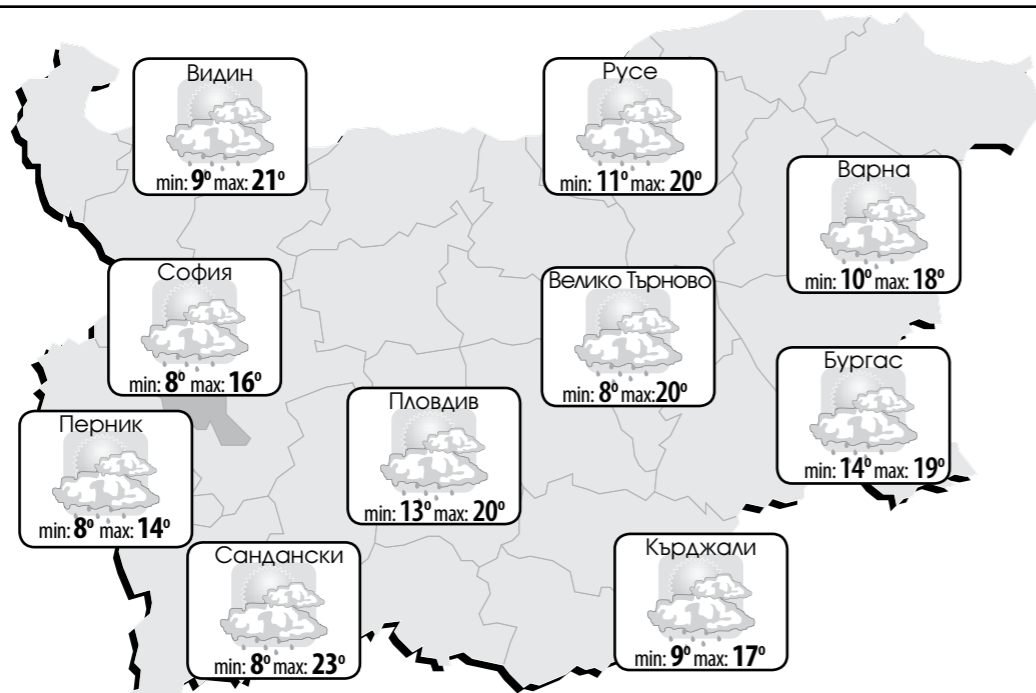 Видин
min: 9° max: 21°
Русе
min: 11° max: 20°
Варна
min: 10° max: 18°
София
min: 8° max: 16°
Велико Търново
min: 8° max:20°
Бургас
min: 14° max: 19°
Пловдив
min: 13° max: 20°
Перник
min: 8° max: 14°
Сандански
min: 8° max: 23°
Кърджали
min: 9° max: 17°